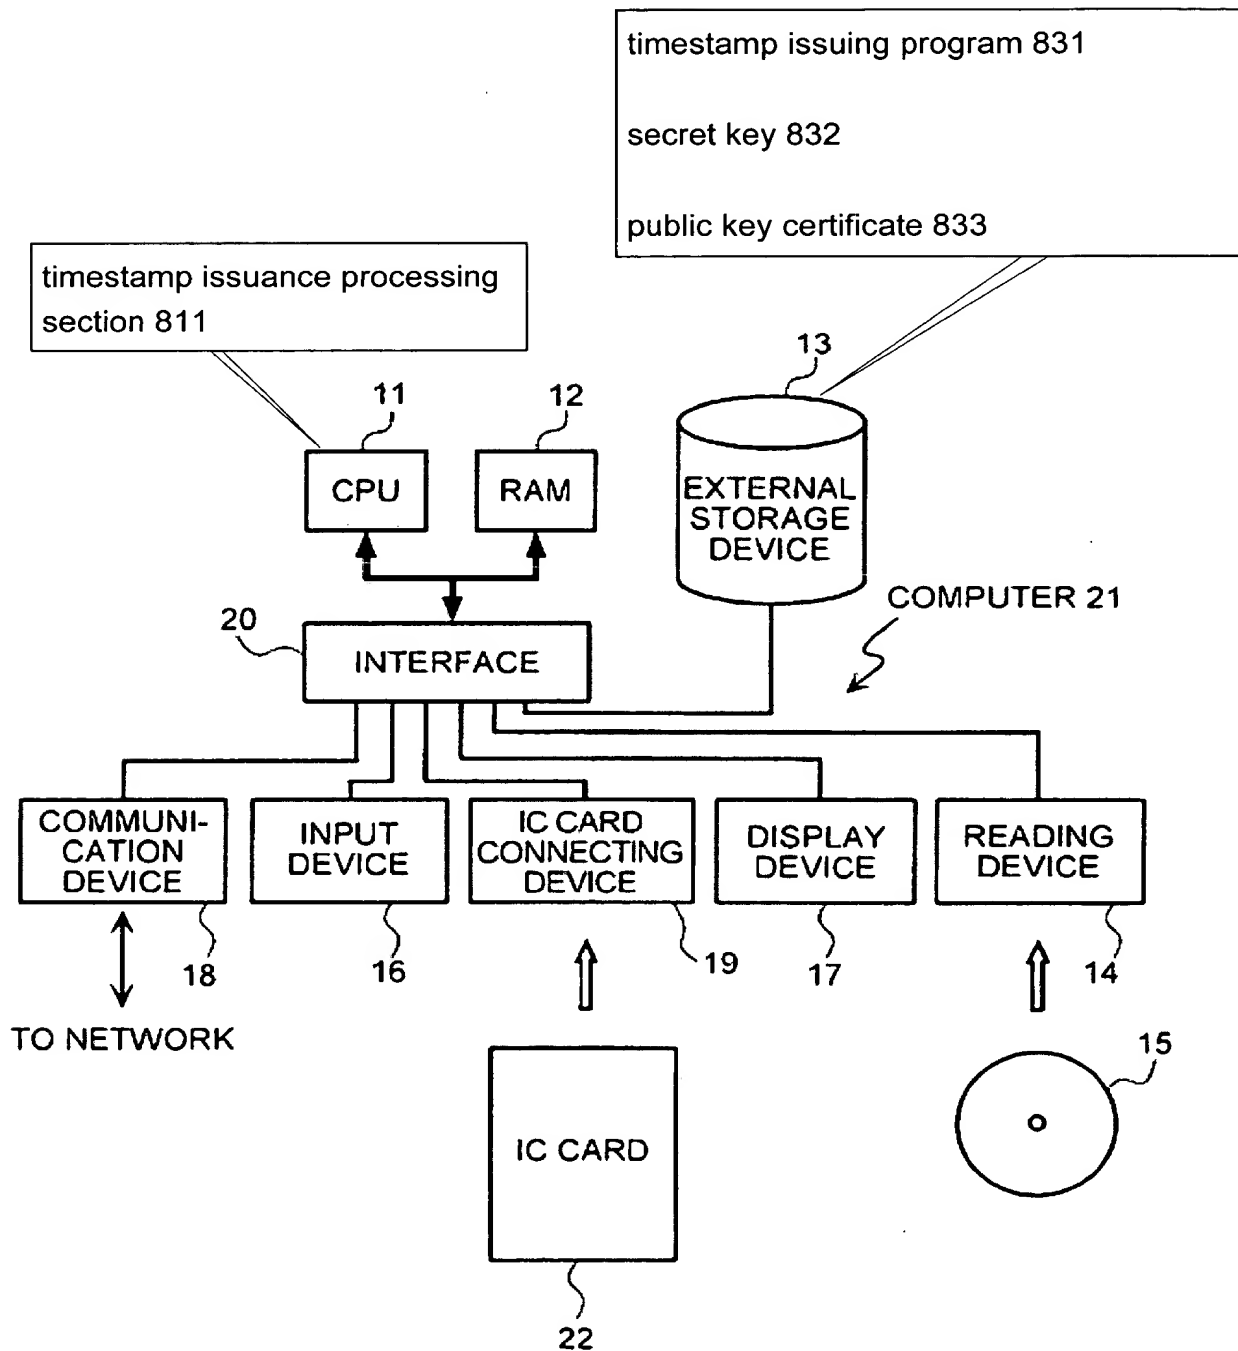 timestamp issuing program 831
secret key 832
public key certificate 833
timestamp issuance processing
section 811
13
11
12
CPU
RAM
EXTERNAL
STORAGE
DEVICE
COMPUTER 21
20
INTERFACE
COMMUNI-
CATION
DEVICE
INPUT
DEVICE
IC CARD
CONNECTING
DEVICE
DISPLAY
DEVICE
READING
DEVICE
18
16
19
17
14
TO NETWORK
15
IC CARD
22